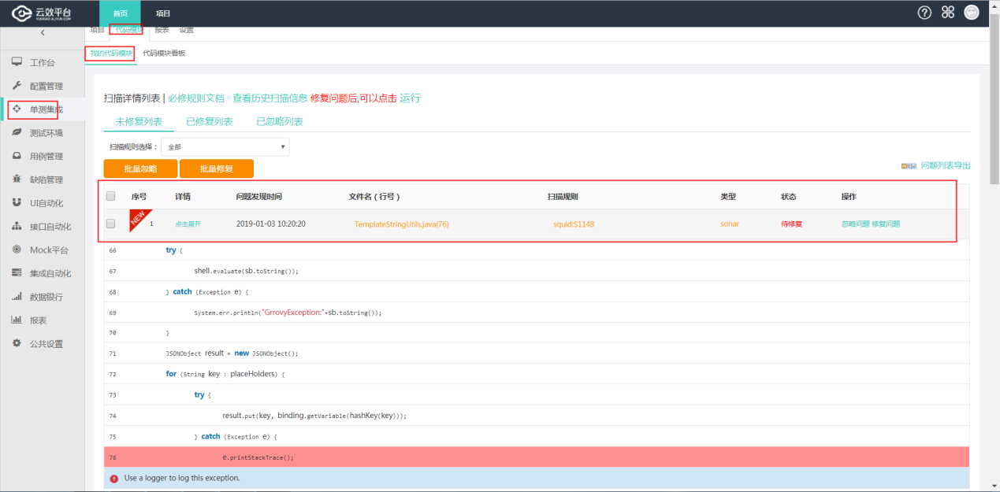 云效平台 首页 项目
YUNXIAO.ALIYUN.COM
项目 代码模块 报表 设置
我的代码模块 代码模块看板
工作台
配置管理
单测集成
测试环境
用例管理
缺陷管理
UI自动化
接口自动化
Mock平台
集成自动化
数据银行
报表
公共设置
扫描详情列表 | 必修规则文档 查看历史扫描信息 修复问题后,可以点击 运行
未修复列表 已修复列表 已忽略列表
扫描规则选择： 全部
批量忽略 批量修复 问题列表导出
序号 详情 问题发现时间 文件名（行号） 扫描规则 类型 状态 操作
NEW 1 点击展开 2019-01-03 10:20:20 TemplateStringUtils.java(76) squid:S1148 sonar 待修复 忽略问题 修复问题
66 try {
67 shell.evaluate(sb.toString());
68 } catch (Exception e) {
69 System.err.println("GrrovyException:"+sb.toString());
70 }
71 JSONObject result = new JSONObject();
72 for (String key : placeHolders) {
73 try {
74 result.put(key, binding.getVariable(hashKey(key)));
75 } catch (Exception e) {
76 e.printStackTrace();
Use a logger to log this exception.